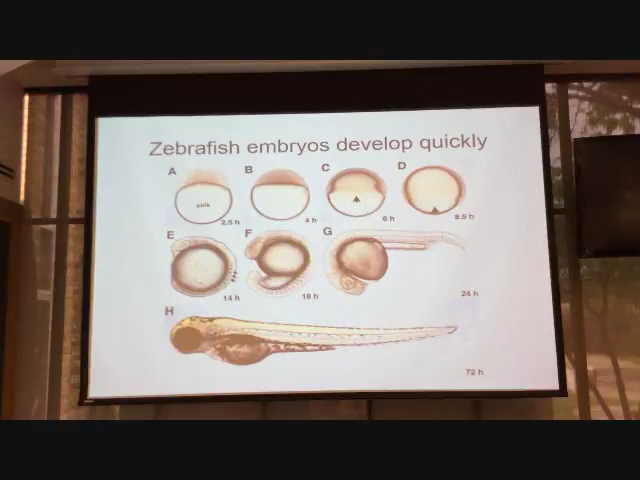 Zebrafish embryos develop quickly
A B C D
yolk
2.5 h 4 h 6 h 8.5 h
E F G
14 h 18 h 24 h
H
72 h